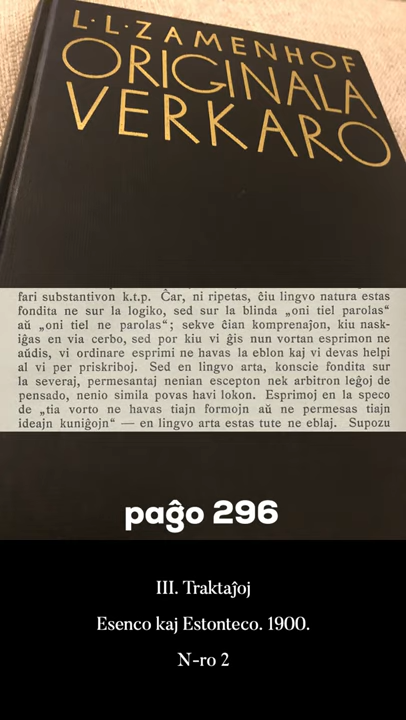 L·L·ZAMENHOF
ORIGINALA
VERKARO
fari substantivon k.t.p. Ĉar, ni ripetas, ĉiu lingvo natura estas
fondita ne sur la logiko, sed sur la blinda „oni tiel parolas“
aŭ „oni tiel ne parolas“; sekve ĉian komprenaĵon, kiu nask-
iĝas en via cerbo, sed por kiu vi ĝis nun vortan esprimon ne
aŭdis, vi ordinare esprimi ne havas la eblon kaj vi devas helpi
al vi per priskriboj. Sed en lingvo arta, konscie fondita sur
la severaj, permesantaj nenian escepton nek arbitron leĝoj de
pensado, nenio simila povas havi lokon. Esprimoj en la speco
de „tia vorto ne havas tiajn formojn aŭ ne permesas tiajn
ideajn kuniĝojn“ — en lingvo arta estas tute ne eblaj. Supozu
paĝo 296
III. Traktaĵoj
Esenco kaj Estonteco. 1900.
N-ro 2